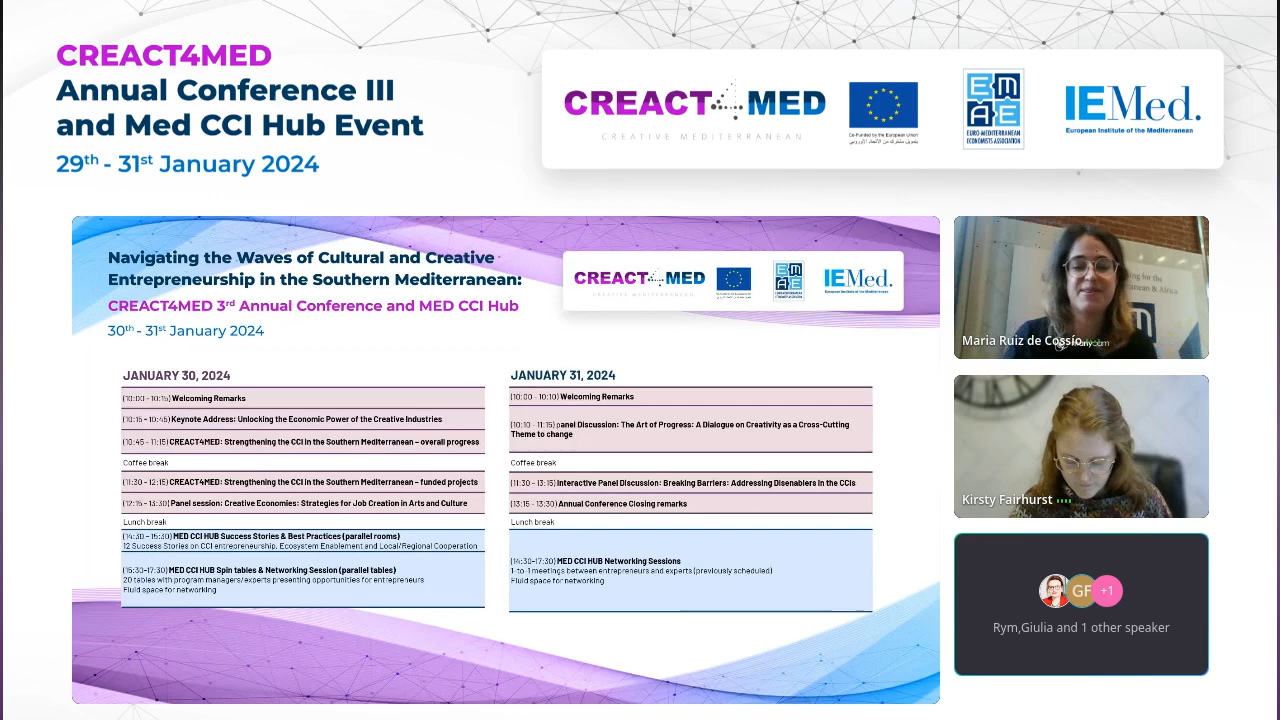 CREACT4MED
Annual Conference III
and Med CCI Hub Event
29th - 31st January 2024
CREACT4MED
CREATIVE MEDITERRANEAN
Co-Funded by the European Union
بتمويل مشترك من الأتحاد الأوروبي
EMEA
EURO-MEDITERRANEAN
ECONOMISTS ASSOCIATION
IEMed.
European Institute of the Mediterranean
Navigating the Waves of Cultural and Creative
Entrepreneurship in the Southern Mediterranean:
CREACT4MED 3rd Annual Conference and MED CCI Hub
30th - 31st January 2024
CREACT4MED
CREATIVE MEDITERRANEAN
IEMed.
European Institute of the Mediterranean
JANUARY 30, 2024
(10:00 - 10:15) Welcoming Remarks
(10:15 - 10:45) Keynote Address: Unlocking the Economic Power of the Creative Industries
(10:45 - 11:15) CREACT4MED: Strengthening the CCI in the Southern Mediterranean – overall progress
Coffee break
(11:30 - 12:15) CREACT4MED: Strengthening the CCI in the Southern Mediterranean – funded projects
(12:15 - 13:30) Panel session: Creative Economies: Strategies for Job Creation in Arts and Culture
Lunch break
(14:30 – 15:30) MED CCI HUB Success Stories & Best Practices (parallel rooms)
12 Success Stories on CCI entrepreneurship, Ecosystem Enablement and Local/Regional Cooperation
(15:30-17:30) MED CCI HUB Spin tables & Networking Session (parallel tables)
20 tables with program managers/experts presenting opportunities for entrepreneurs
Fluid space for networking
JANUARY 31, 2024
(10:00 - 10:10) Welcoming Remarks
(10:10 - 11:15) panel Discussion: The Art of Progress: A Dialogue on Creativity as a Cross-Cutting
Theme to change
Coffee break
(11:30 - 13:15) Interactive Panel Discussion: Breaking Barriers: Addressing Disenablers in the CCIs
(13:15 - 13:30) Annual Conference Closing remarks
Lunch break
(14:30-17:30) MED CCI HUB Networking Sessions
1-to-1 meetings between entrepreneurs and experts (previously scheduled)
Fluid space for networking
Maria Ruiz de Cossío
Kirsty Fairhurst
GF
+1
Rym,Giulia and 1 other speaker